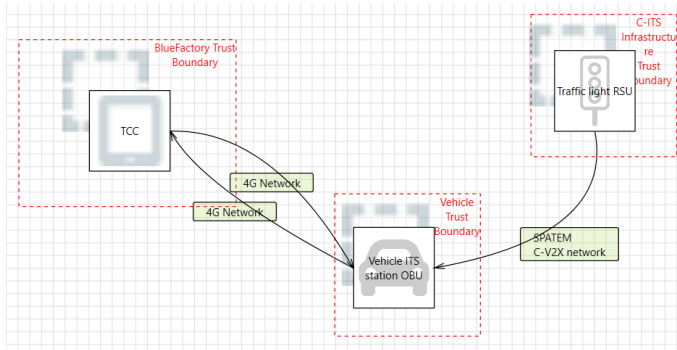 BlueFactory Trust
Boundary
C-ITS
Infrastructu
re
Trust
Boundary
Traffic light RSU
TCC
4G Network
4G Network
Vehicle
Trust
Boundary
Vehicle ITS
station OBU
SPATEM
C-V2X network